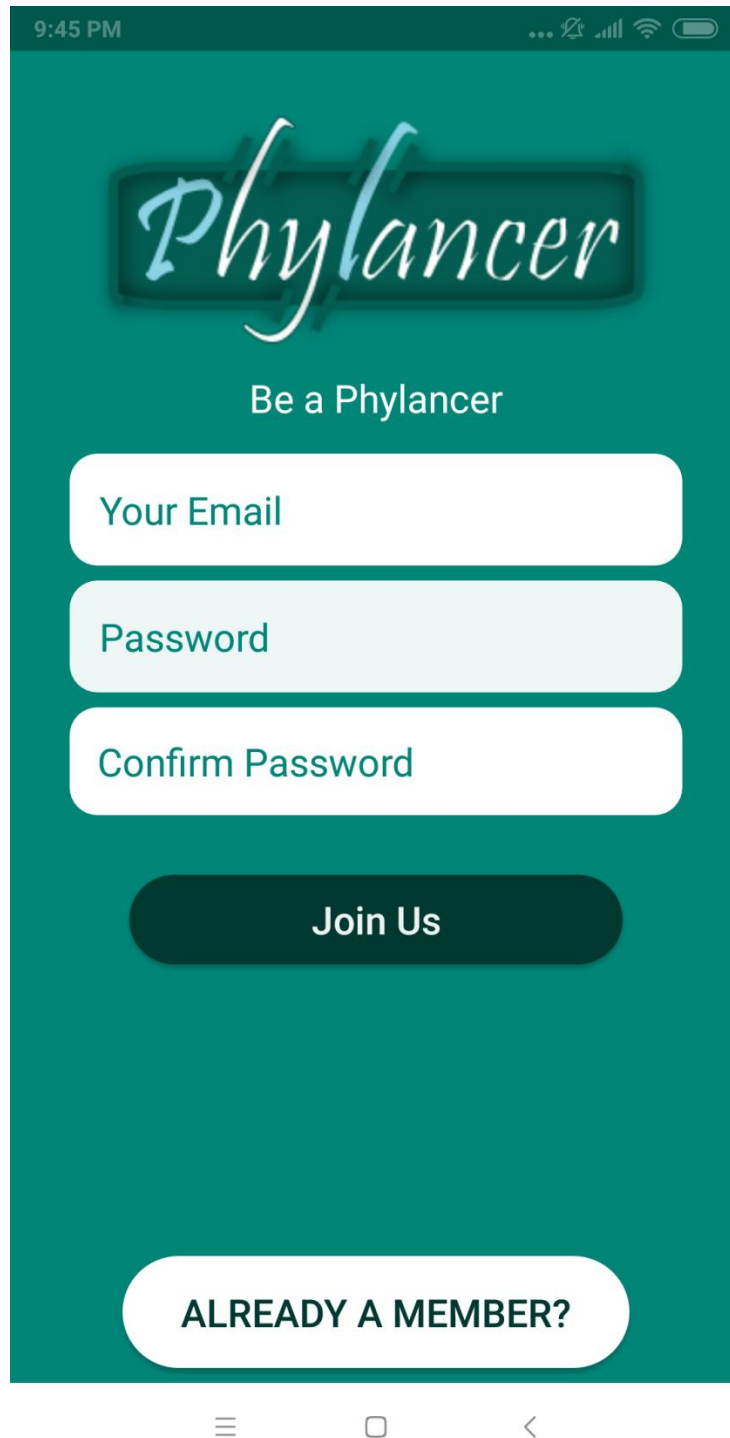 9:45 PM
Phylancer
Be a Phylancer
Your Email
Password
Confirm Password
Join Us
ALREADY A MEMBER?